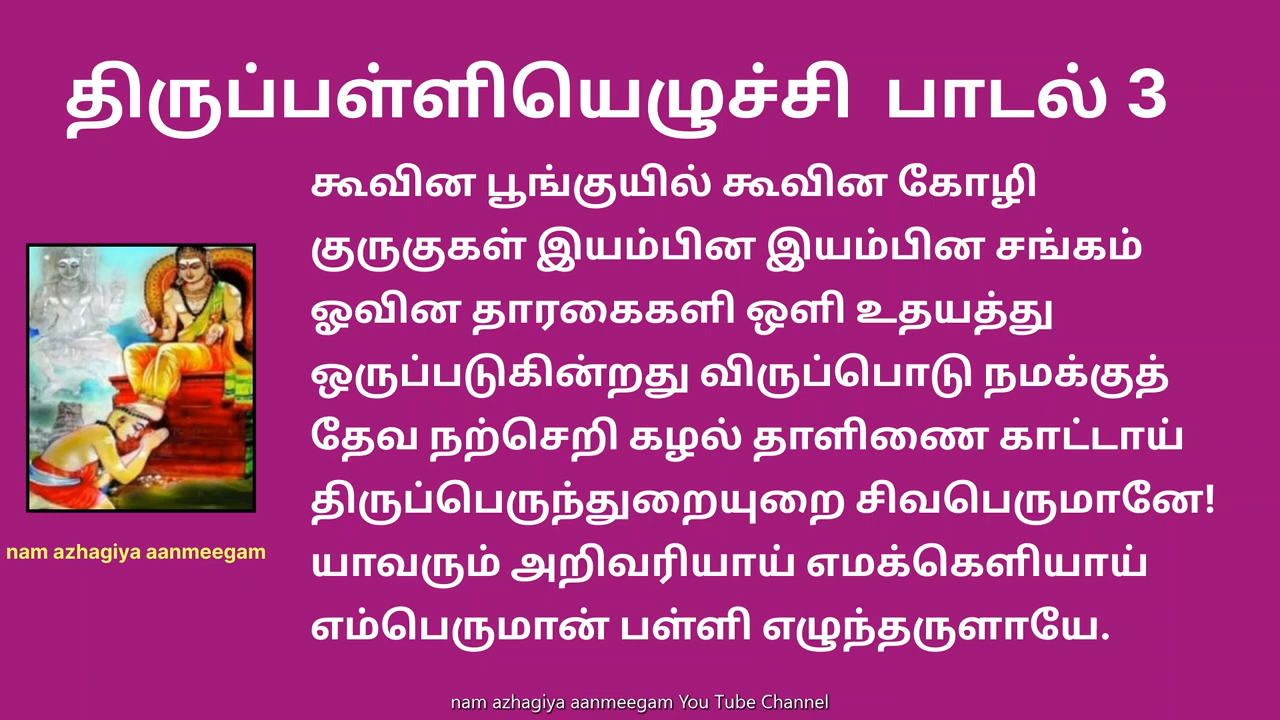 திருப்பள்ளியெழுச்சி பாடல் 3
கூவின பூங்குயில் கூவின கோழி
குருகுகள் இயம்பின இயம்பின சங்கம்
ஓவின தாரகைகளி ஒளி உதயத்து
ஒருப்படுகின்றது விருப்பொடு நமக்குத்
தேவ நற்செறி கழல் தாளிணை காட்டாய்
திருப்பெருந்துறையுறை சிவபெருமானே!
யாவரும் அறிவரியாய் எமக்கெளியாய்
எம்பெருமான் பள்ளி எழுந்தருளாயே.
nam azhagiya aanmeegam
nam azhagiya aanmeegam You Tube Channel